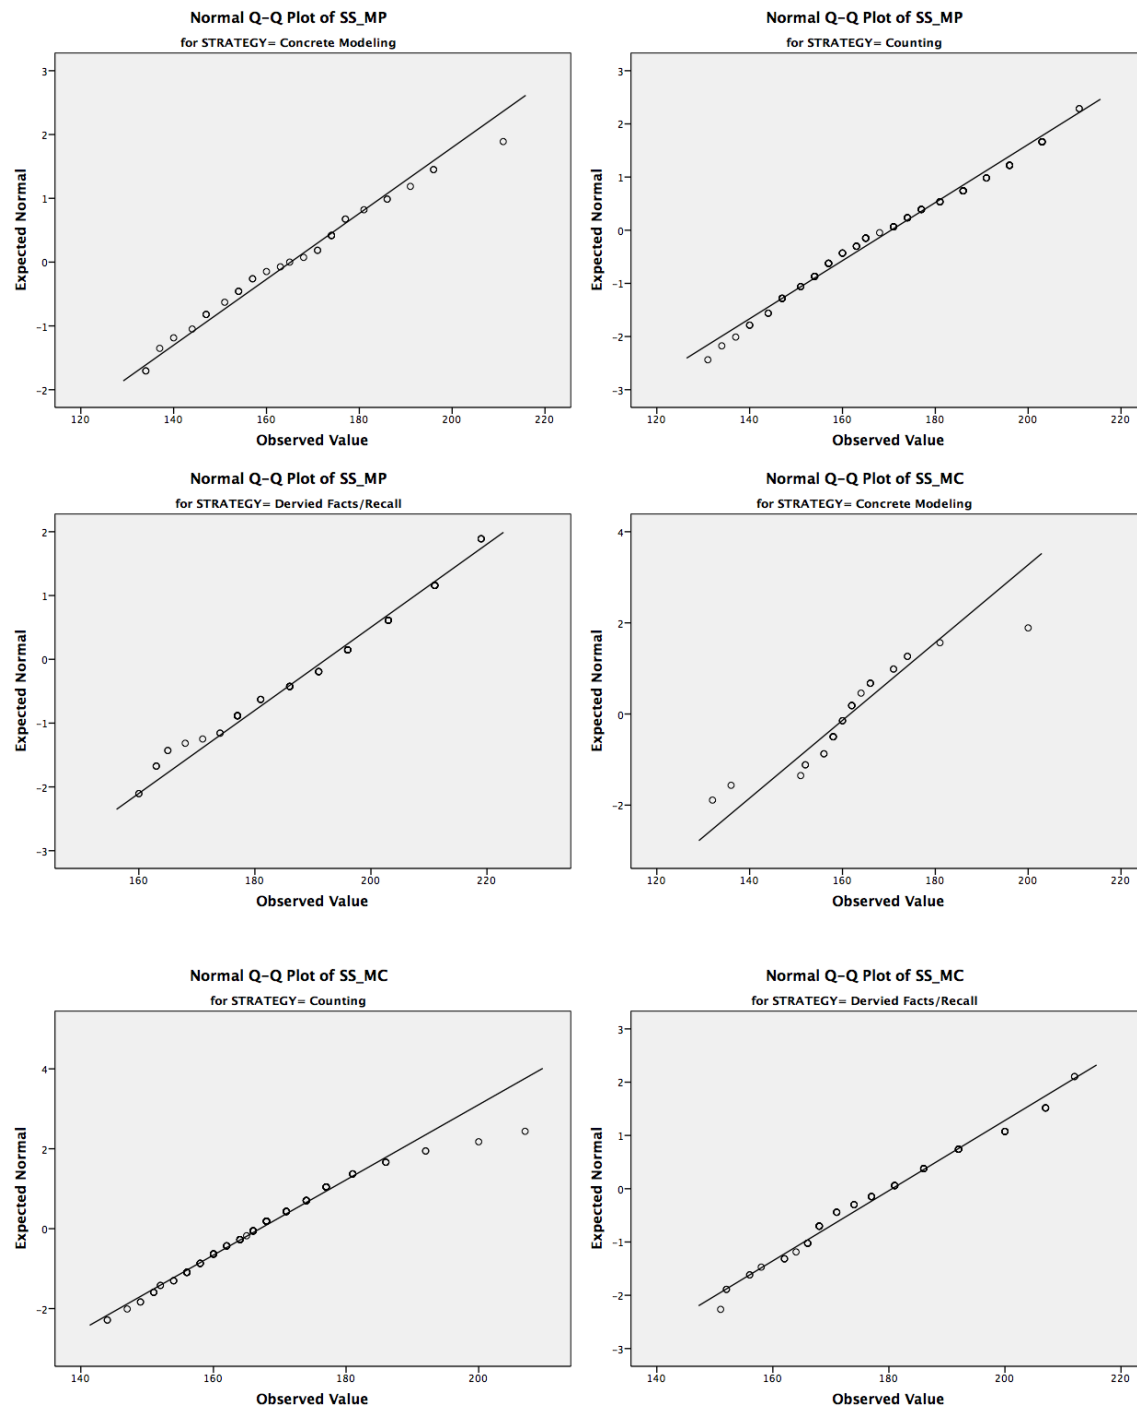 Normal Q-Q Plot of SS_MP
for STRATEGY= Concrete Modeling
Expected Normal
3
2
1
0
-1
-2
120 140 160 180 200 220
Observed Value
Normal Q-Q Plot of SS_MP
for STRATEGY= Counting
Expected Normal
3
2
1
0
-1
-2
-3
120 140 160 180 200 220
Observed Value
Normal Q-Q Plot of SS_MP
for STRATEGY= Dervied Facts/Recall
Expected Normal
2
1
0
-1
-2
-3
160 180 200 220
Observed Value
Normal Q-Q Plot of SS_MC
for STRATEGY= Concrete Modeling
Expected Normal
4
2
0
-2
120 140 160 180 200 220
Observed Value
Normal Q-Q Plot of SS_MC
for STRATEGY= Counting
Expected Normal
4
2
0
-2
140 160 180 200
Observed Value
Normal Q-Q Plot of SS_MC
for STRATEGY= Dervied Facts/Recall
Expected Normal
3
2
1
0
-1
-2
-3
140 160 180 200 220
Observed Value